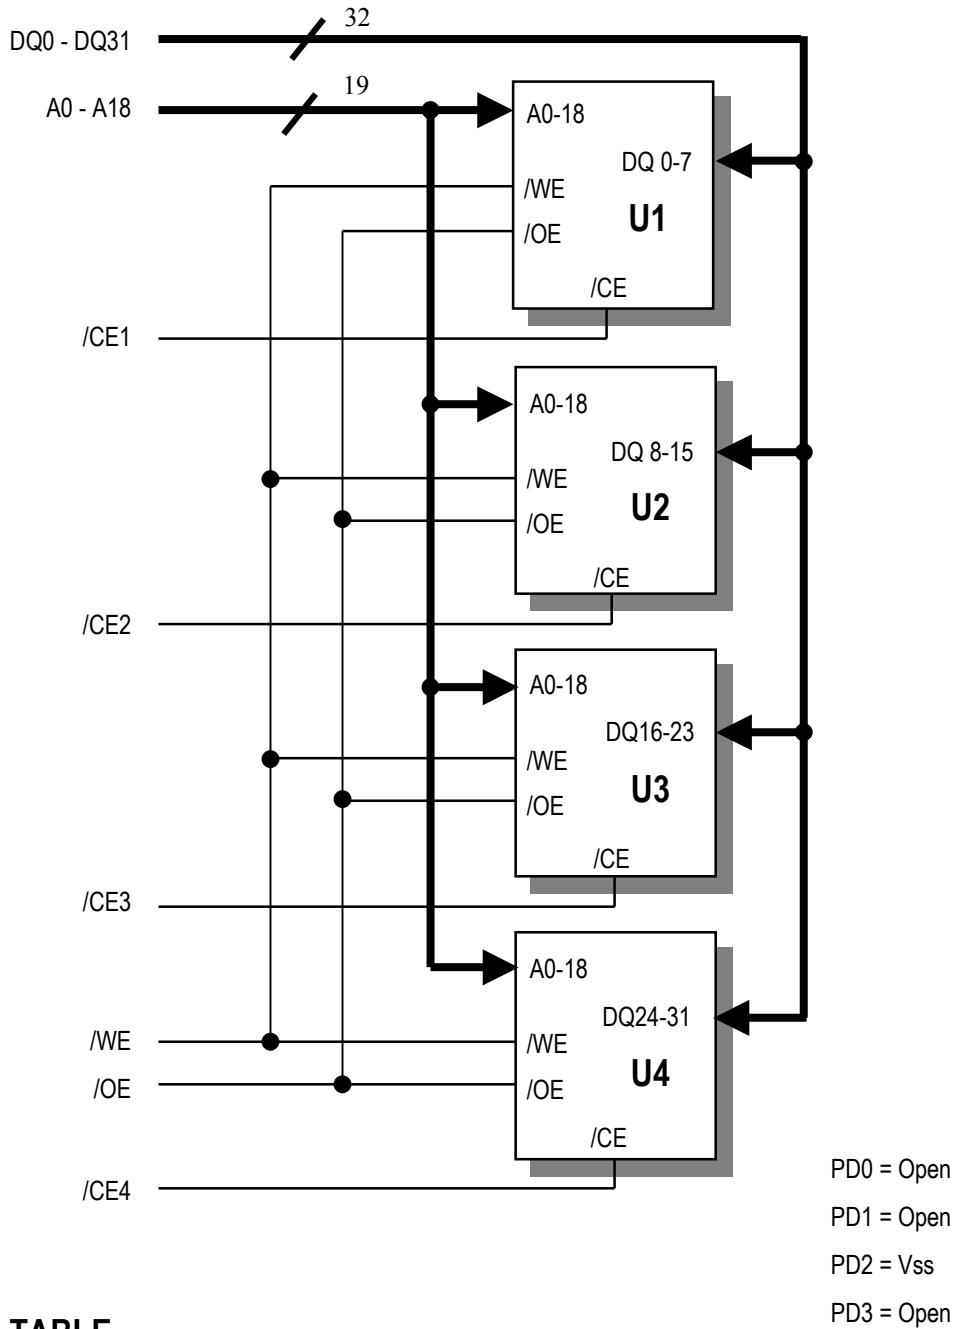 DQ0 - DQ31
32
A0 - A18
19
A0-18
DQ 0-7
/WE
U1
/OE
/CE
/CE1
A0-18
DQ 8-15
/WE
U2
/OE
/CE
/CE2
A0-18
DQ16-23
/WE
U3
/OE
/CE
/CE3
A0-18
DQ24-31
/WE
/WE
U4
/OE
/OE
/CE
/CE4
PD0 = Open
PD1 = Open
PD2 = Vss
PD3 = Open
TABLE